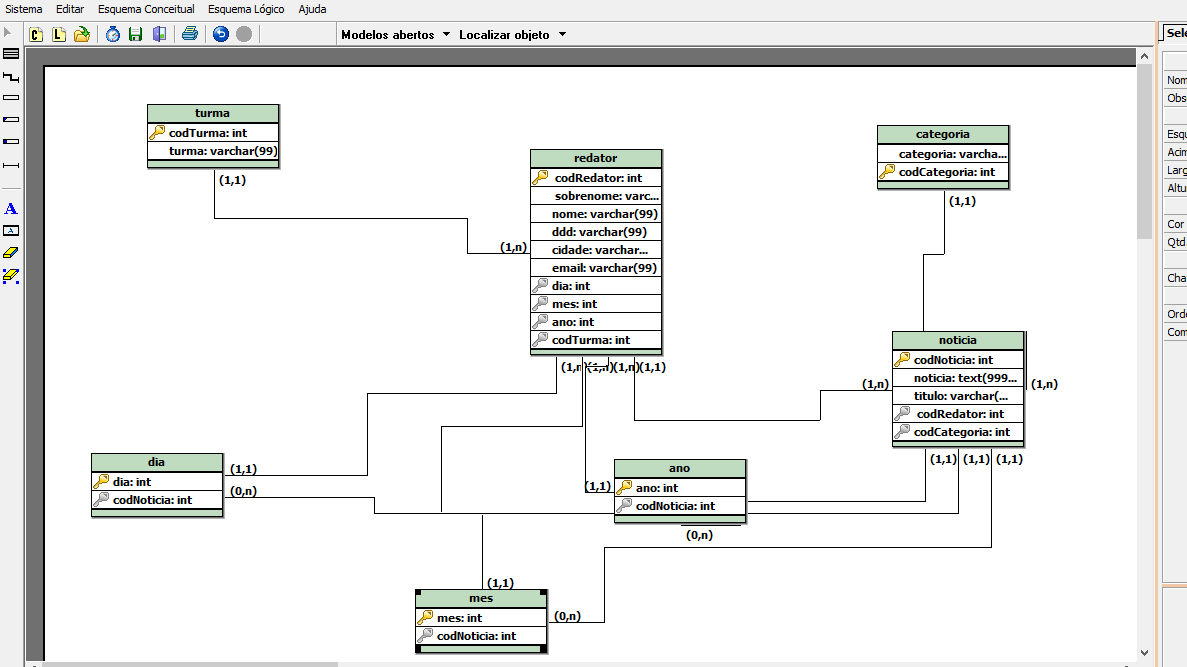 Sistema Editar Esquema Conceitual Esquema Lógico Ajuda
C L Modelos abertos Localizar objeto
Sele
Nom
Obs
Esqu
Acim
Larg
Altu
Cor
Qtd.
Cha
Orde
Com
A
A
turma
codTurma: int
turma: varchar(99)
(1,1)
redator
codRedator: int
sobrenome: varc...
nome: varchar(99)
ddd: varchar(99)
cidade: varchar...
email: varchar(99)
dia: int
mes: int
ano: int
codTurma: int
(1,n)
(1,n)(1,n)(1,n)(1,1)
categoria
categoria: varcha...
codCategoria: int
(1,1)
noticia
codNoticia: int
noticia: text(999...
titulo: varchar(...
codRedator: int
codCategoria: int
(1,n)
(1,n)
(1,1) (1,1) (1,1)
dia
dia: int
codNoticia: int
(1,1)
(0,n)
ano
ano: int
codNoticia: int
(1,1)
(0,n)
mes
mes: int
codNoticia: int
(1,1)
(0,n)